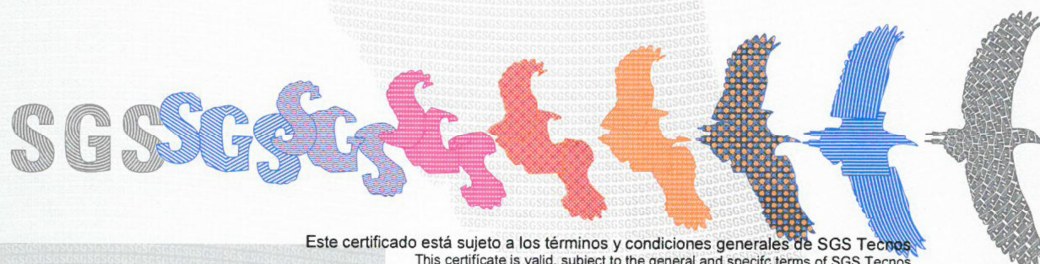 SGS SGS SGS
Este certificado está sujeto a los términos y condiciones generales de SGS Tecnos
This certificate is valid, subject to the general and specifc terms of SGS Tecnos